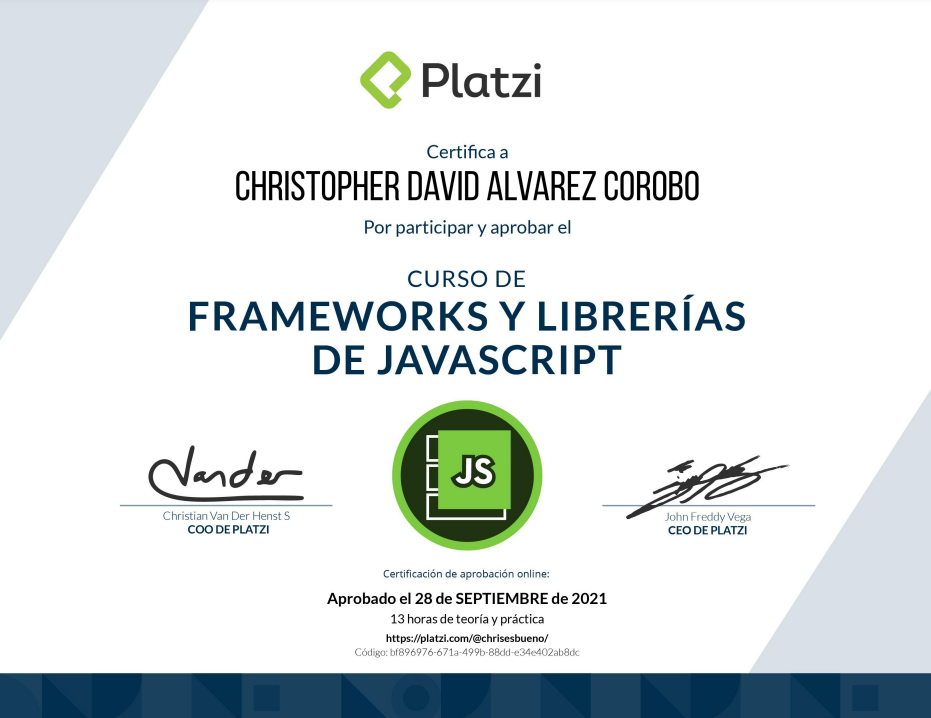 Platzi
Certifica a
CHRISTOPHER DAVID ALVAREZ COROBO
Por participar y aprobar el
CURSO DE
FRAMEWORKS Y LIBRERÍAS
DE JAVASCRIPT
JS
Vander
Christian Van Der Henst S
COO DE PLATZI
John Freddy Vega
CEO DE PLATZI
Certificación de aprobación online:
Aprobado el 28 de SEPTIEMBRE de 2021
13 horas de teoría y práctica
https://platzi.com/@chrisesbueno/
Código: bf896976-671a-499b-88dd-e34e402ab8dc